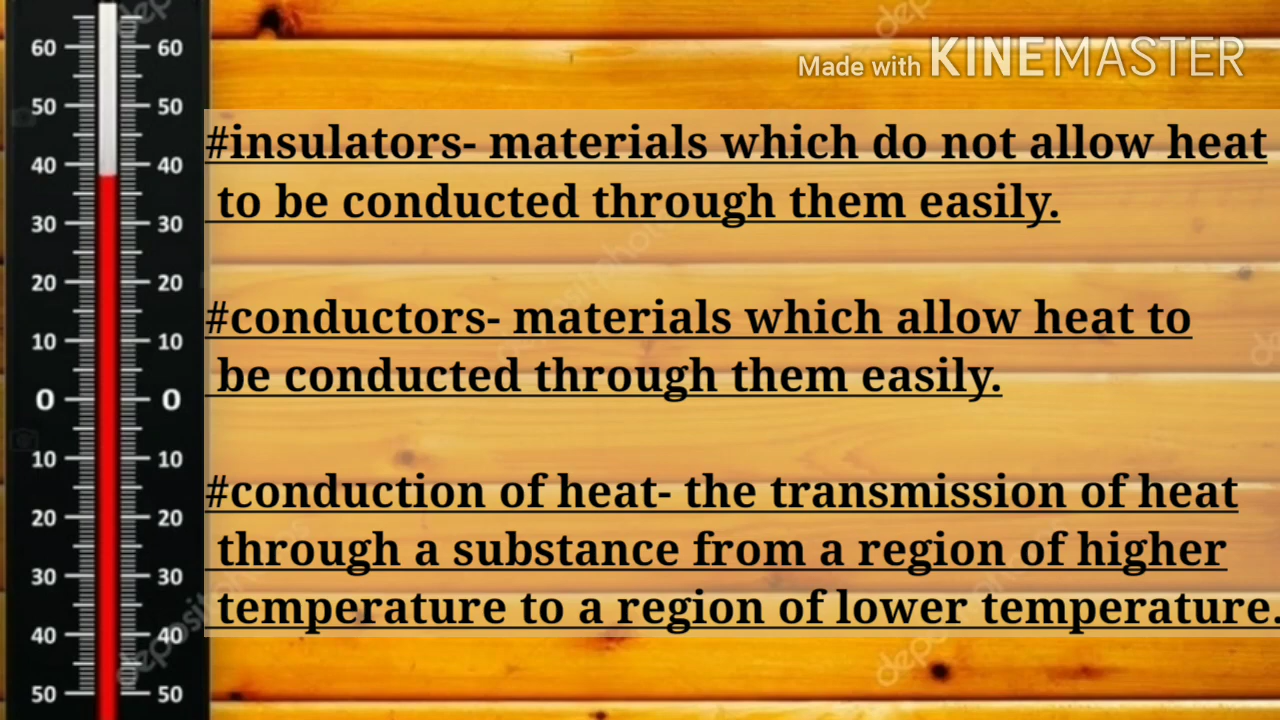 Made with KINEMASTER
60 60
50 50
40 40
30 30
20 20
10 10
0 0
10 10
20 20
30 30
40 40
50 50
#insulators- materials which do not allow heat
to be conducted through them easily.
#conductors- materials which allow heat to
be conducted through them easily.
#conduction of heat- the transmission of heat
through a substance from a region of higher
temperature to a region of lower temperature.